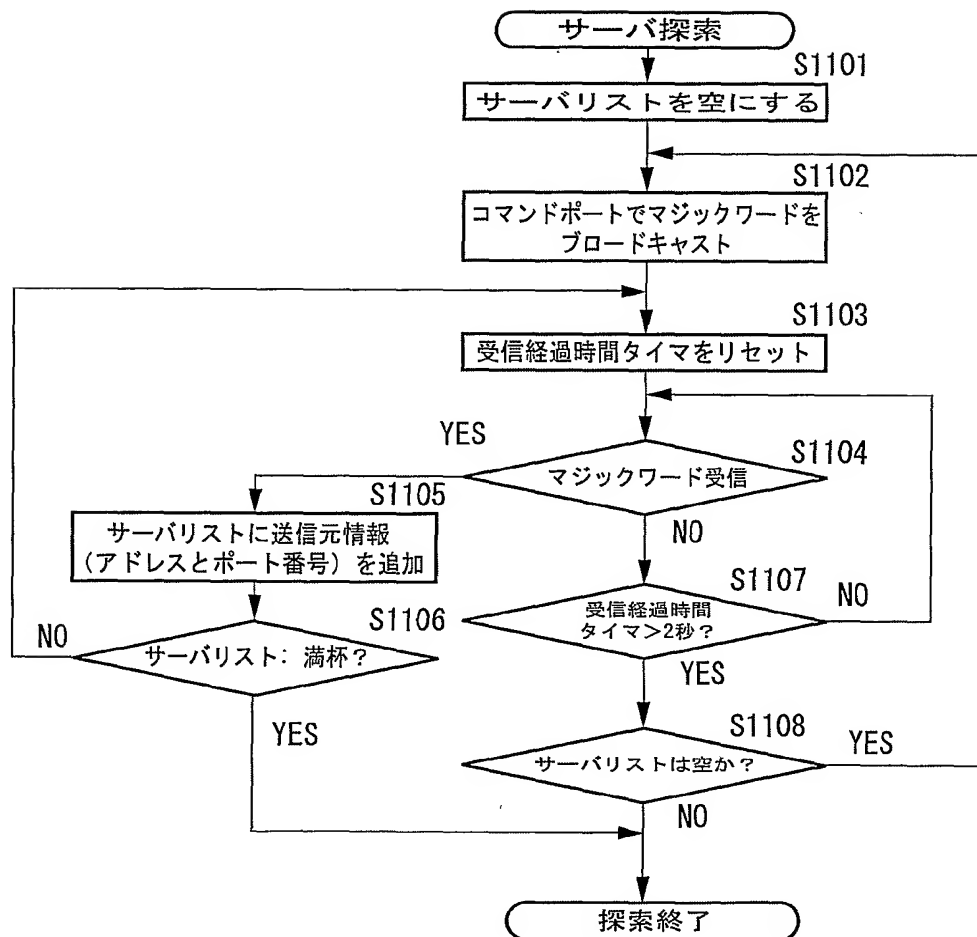 サーバ探索
S1101
サーバリストを空にする
S1102
コマンドポートでマジックワードを
ブロードキャスト
S1103
受信経過時間タイマをリセット
YES
S1104
マジックワード受信
NO
S1105
サーバリストに送信元情報
(アドレスとポート番号)を追加
S1106
NO
サーバリスト: 満杯?
YES
S1107
NO
受信経過時間
タイマ>2秒?
YES
S1108
YES
サーバリストは空か?
NO
探索終了